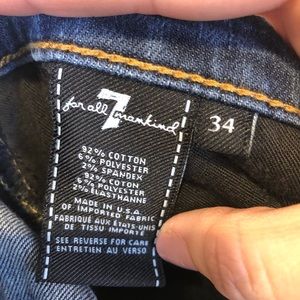 7
for all mankind
34
92% COTTON
6% POLYESTER
2% SPANDEX
92% COTON
6% POLYESTER
2% ELASTHANNE
MADE IN U.S.A
OF IMPORTED FABRIC
FABRIQUÉ AUX ÉTATS-UNIS
DE TISSU IMPORTÉ
SEE REVERSE FOR CARE
ENTRETIEN AU VERSO